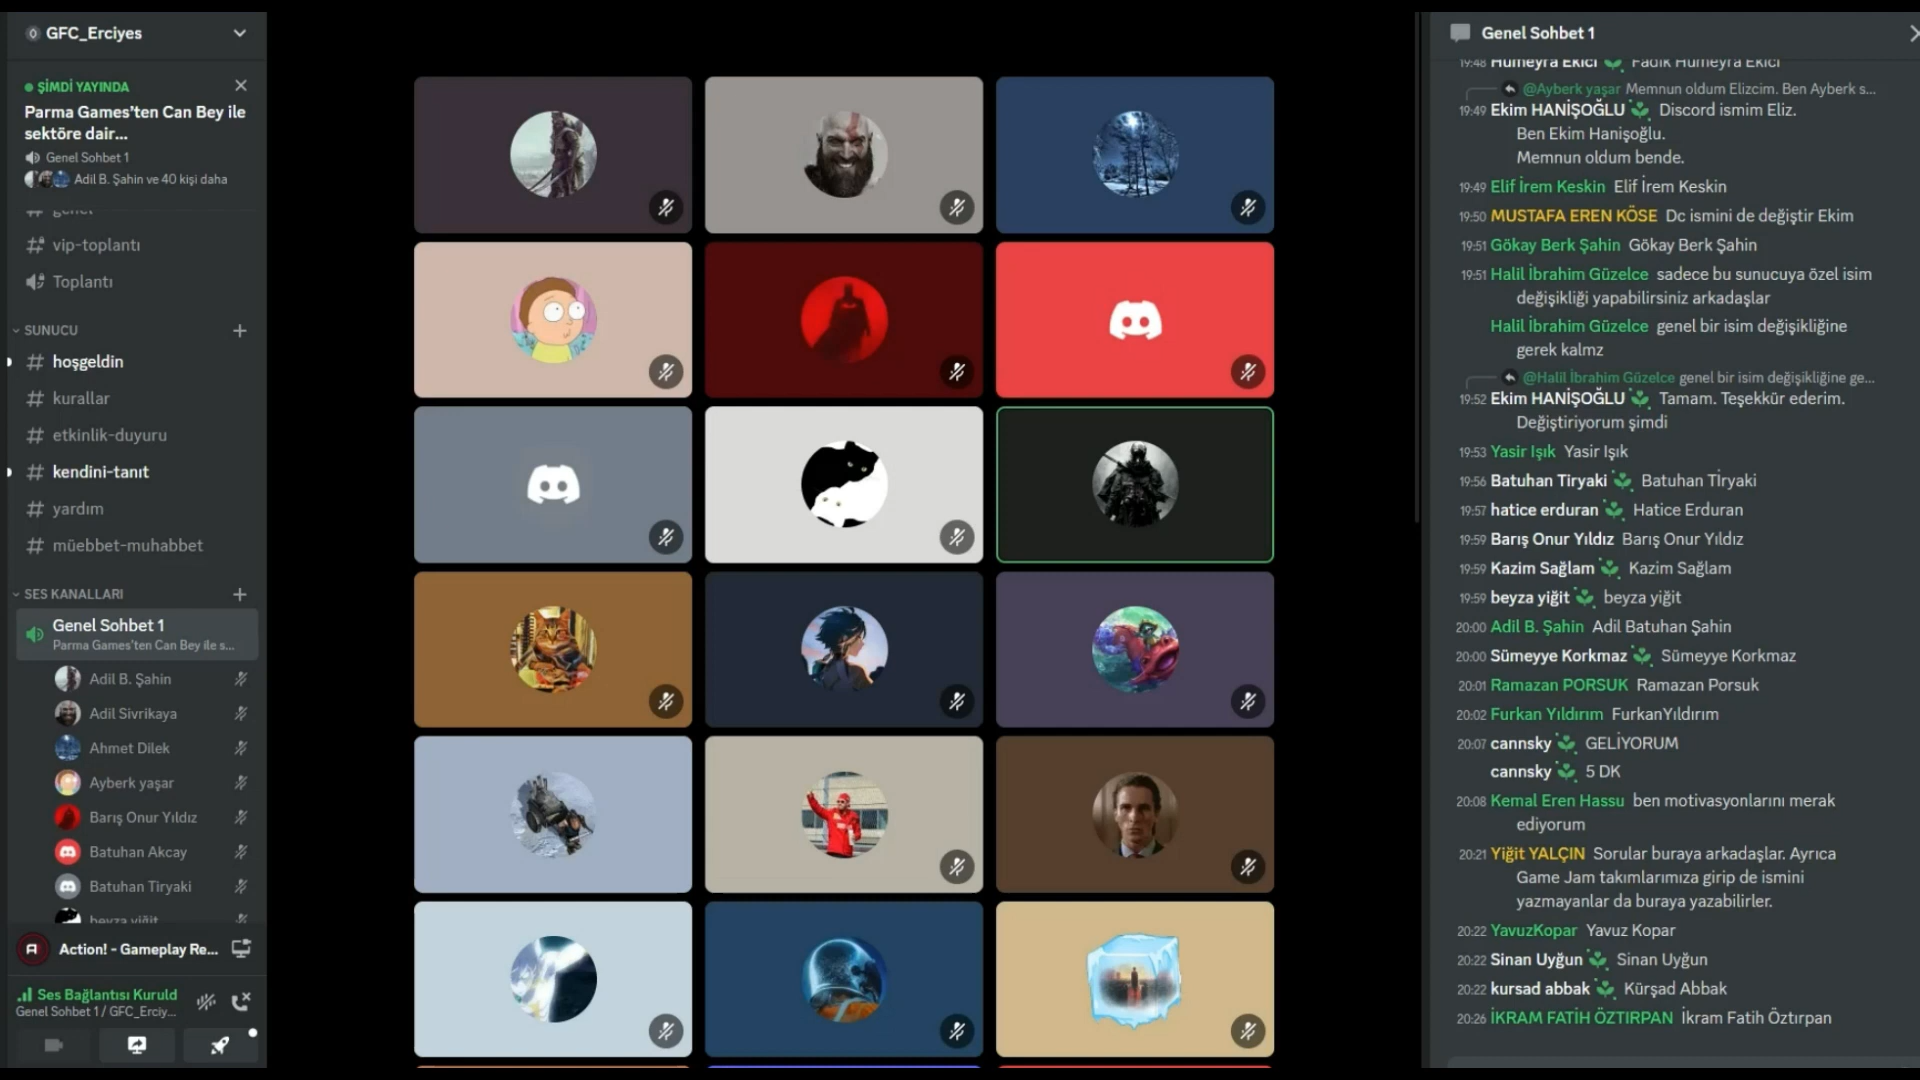 GFC_Erciyes
ŞİMDİ YAYINDA
Parma Games'ten Can Bey ile
sektöre dair...
Genel Sohbet 1
Adil B. Şahin ve 40 kişi daha
genel
vip-toplantı
Toplantı
SUNUCU
hoşgeldin
kurallar
etkinlik-duyuru
kendini-tanıt
yardım
müebbet-muhabbet
SES KANALLARI
Genel Sohbet 1
Parma Games'ten Can Bey ile s...
Adil B. Şahin
Adil Sivrikaya
Ahmet Dilek
Ayberk yaşar
Barış Onur Yıldız
Batuhan Akcay
Batuhan Tiryaki
beyza yiğit
Action! - Gameplay Re...
Ses Bağlantısı Kuruld
Genel Sohbet 1 / GFC_Erciy...
Genel Sohbet 1
19:48 Hümeyra Ekici Fadik Hümeyra Ekici
@Ayberk yaşar Memnun oldum Elizcim. Ben Ayberk s...
19:49 Ekim HANİŞOĞLU Discord ismim Eliz.
Ben Ekim Hanişoğlu.
Memnun oldum bende.
19:49 Elif İrem Keskin Elif İrem Keskin
19:50 MUSTAFA EREN KÖSE Dc ismini de değiştir Ekim
19:51 Gökay Berk Şahin Gökay Berk Şahin
19:51 Halil İbrahim Güzelce sadece bu sunucuya özel isim
değişikliği yapabilirsiniz arkadaşlar
Halil İbrahim Güzelce genel bir isim değişikliğine
gerek kalmz
@Halil İbrahim Güzelce genel bir isim değişikliğine ge...
19:52 Ekim HANİŞOĞLU Tamam. Teşekkür ederim.
Değiştiriyorum şimdi
19:53 Yasir Işık Yasir Işık
19:56 Batuhan Tiryaki Batuhan Tİryaki
19:57 hatice erduran Hatice Erduran
19:59 Barış Onur Yıldız Barış Onur Yıldız
19:59 Kazim Sağlam Kazim Sağlam
19:59 beyza yiğit beyza yiğit
20:00 Adil B. Şahin Adil Batuhan Şahin
20:00 Sümeyye Korkmaz Sümeyye Korkmaz
20:01 Ramazan PORSUK Ramazan Porsuk
20:02 Furkan Yıldırım FurkanYıldırım
20:07 cannsky GELİYORUM
cannsky 5 DK
20:08 Kemal Eren Hassu ben motivasyonlarını merak
ediyorum
20:21 Yiğit YALÇIN Sorular buraya arkadaşlar. Ayrıca
Game Jam takımlarımıza girip de ismini
yazmayanlar da buraya yazabilirler.
20:22 YavuzKopar Yavuz Kopar
20:22 Sinan Uyğun Sinan Uyğun
20:22 kursad abbak Kürşad Abbak
20:26 İKRAM FATİH ÖZTIRPAN İkram Fatih Öztırpan